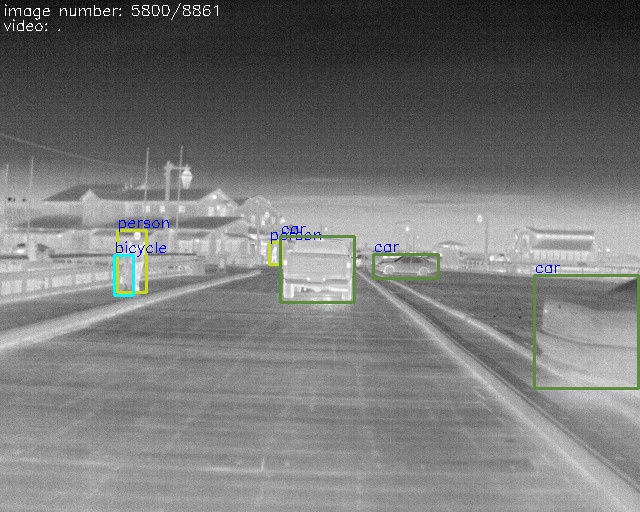 image number: 5800/8861
video: .
person
car
person
bicycle
car
car